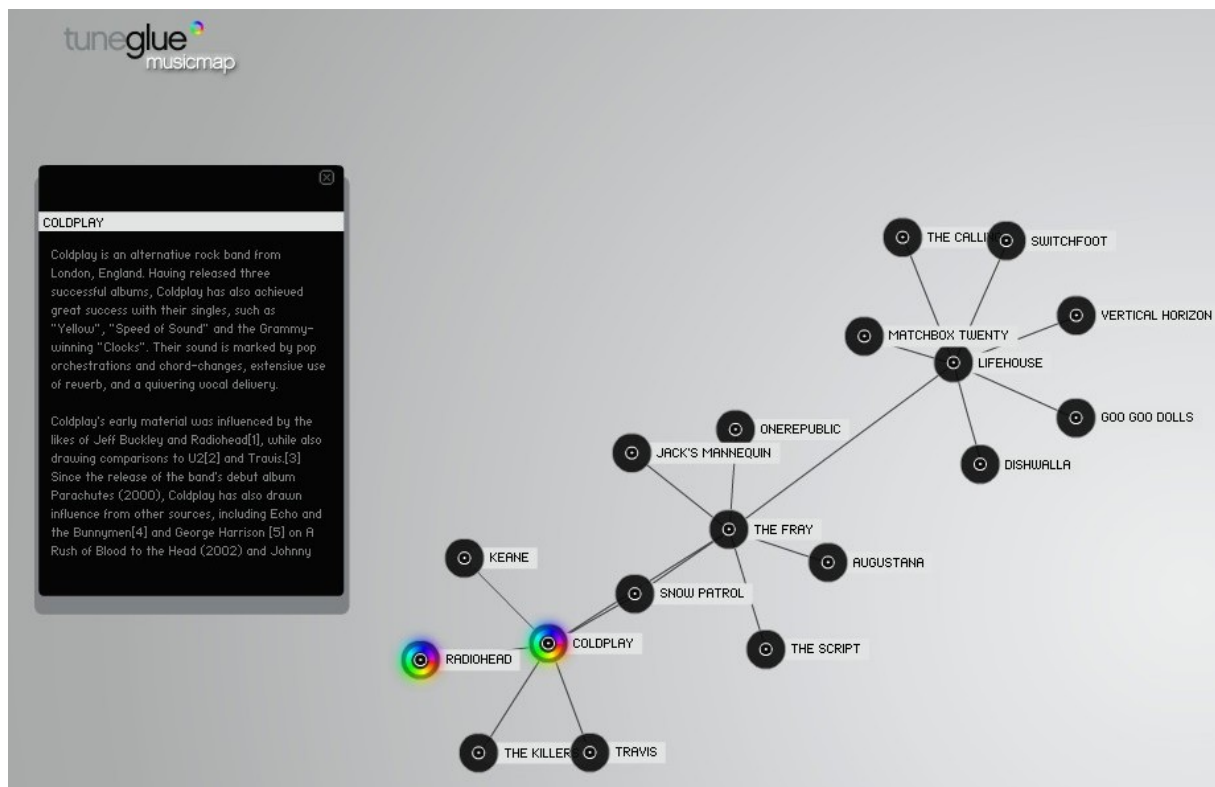 tuneglue
musicmap
COLDPLAY
Coldplay is an alternative rock band from
London, England. Having released three
successful albums, Coldplay has also achieved
great success with their singles, such as
"Yellow", "Speed of Sound" and the Grammy-
winning "Clocks". Their sound is marked by pop
orchestrations and chord-changes, extensive use
of reverb, and a quivering vocal delivery.
Coldplay's early material was influenced by the
likes of Jeff Buckley and Radiohead[1], while also
drawing comparisons to U2[2] and Travis.[3]
Since the release of the band's debut album
Parachutes (2000), Coldplay has also drawn
influence from other sources, including Echo and
the Bunnymen[4] and George Harrison [5] on A
Rush of Blood to the Head (2002) and Johnny
THE CALLI
SWITCHFOOT
VERTICAL HORIZON
MATCHBOX TWENTY
LIFEHOUSE
GOO GOO DOLLS
DISHWALLA
ONEREPUBLIC
JACK'S MANNEQUIN
THE FRAY
AUGUSTANA
KEANE
SNOW PATROL
COLDPLAY
THE SCRIPT
RADIOHEAD
THE KILLERS
TRAVIS